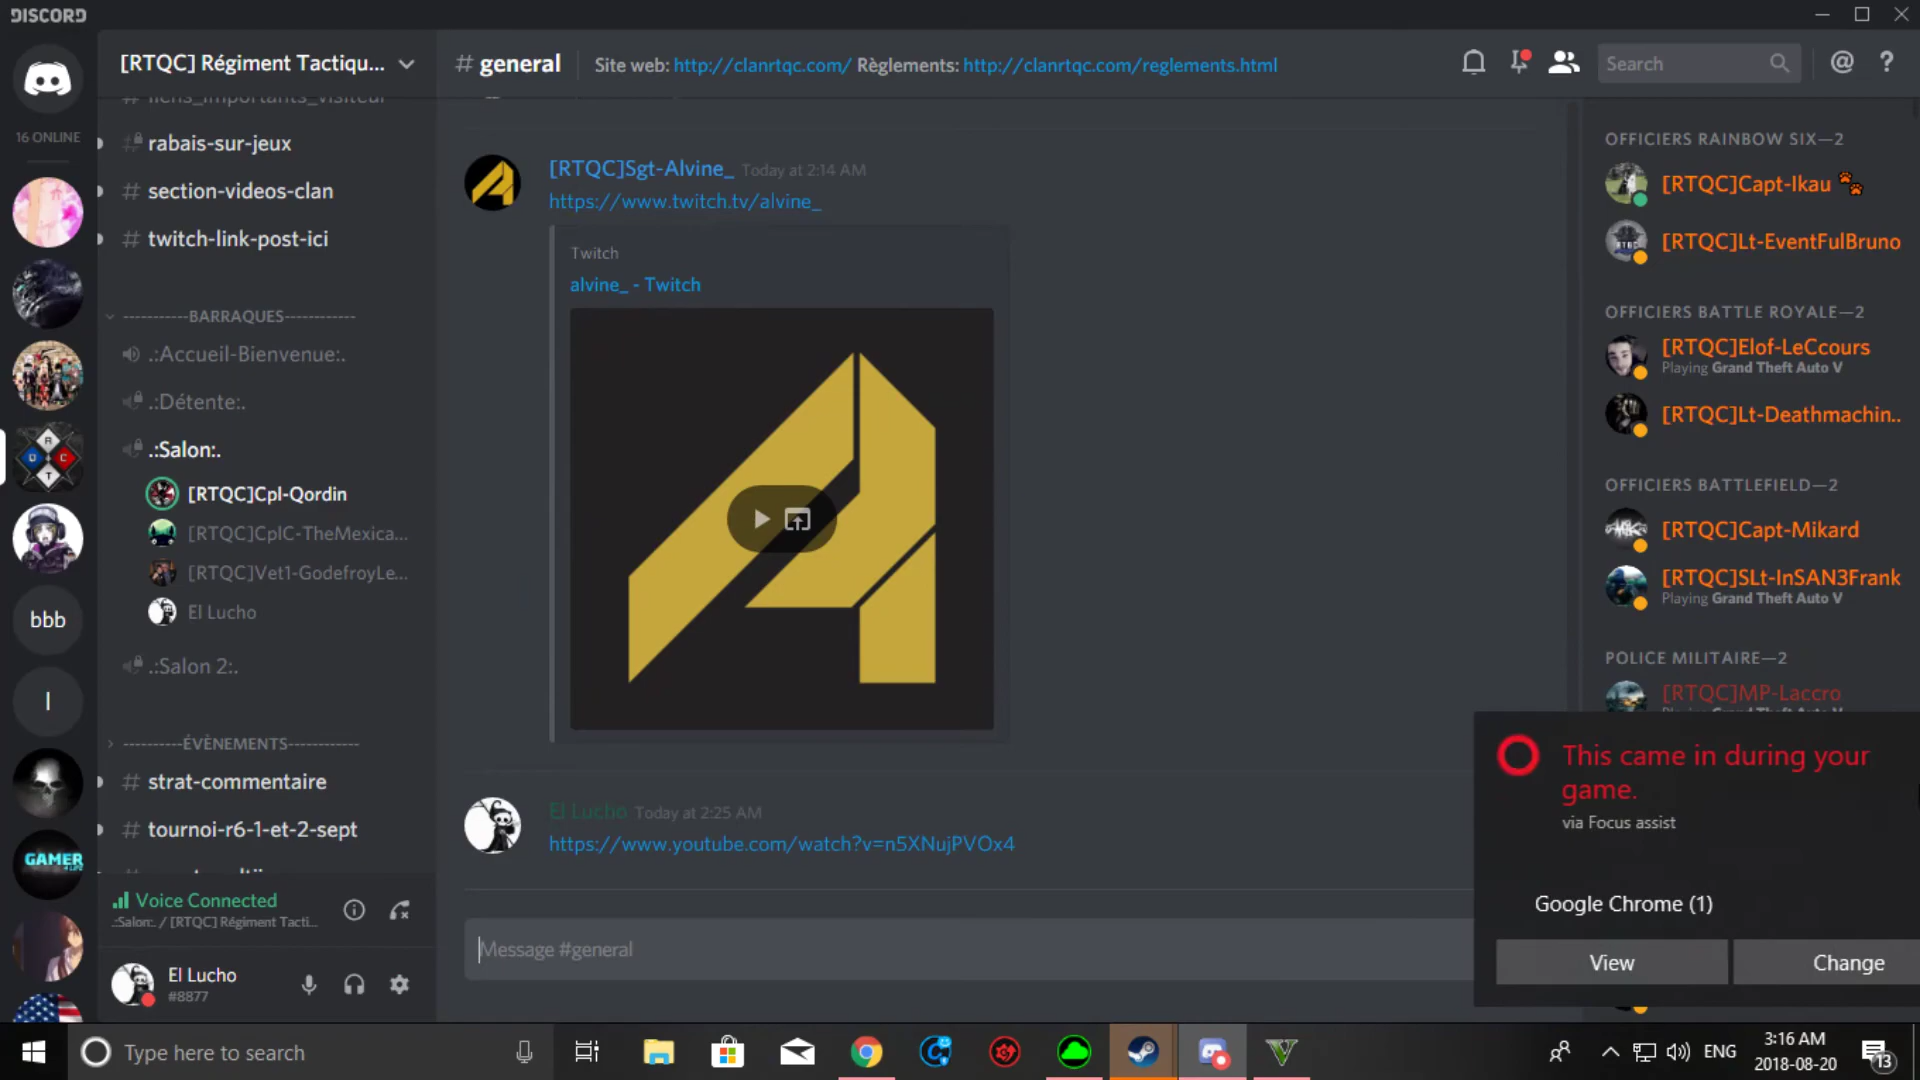 DISCORD
[RTQC] Régiment Tactiqu...
# general
Site web: http://clanrtqc.com/ Règlements: http://clanrtqc.com/reglements.html
Search
16 ONLINE
# liens_importants_visiteur
rabais-sur-jeux
# section-videos-clan
# twitch-link-post-ici
-----------BARRAQUES------------
.:Accueil-Bienvenue:.
.:Détente:.
.:Salon:.
[RTQC]Cpl-Qordin
[RTQC]CplC-TheMexica...
[RTQC]Vet1-GodefroyLe...
El Lucho
.:Salon 2:.
----------ÉVÈNEMENTS------------
# strat-commentaire
# tournoi-r6-1-et-2-sept
bbb
I
GAMER
R
D C
T
Voice Connected
.:Salon:. / [RTQC] Régiment Tacti...
El Lucho
#8877
[RTQC]Sgt-Alvine_ Today at 2:14 AM
https://www.twitch.tv/alvine_
Twitch
alvine_ - Twitch
El Lucho Today at 2:25 AM
https://www.youtube.com/watch?v=n5XNujPVOx4
Message #general
OFFICIERS RAINBOW SIX—2
[RTQC]Capt-Ikau
[RTQC]Lt-EventFulBruno
OFFICIERS BATTLE ROYALE—2
[RTQC]Elof-LeCcours
Playing Grand Theft Auto V
[RTQC]Lt-Deathmachin..
OFFICIERS BATTLEFIELD—2
[RTQC]Capt-Mikard
[RTQC]SLt-InSAN3Frank
Playing Grand Theft Auto V
POLICE MILITAIRE—2
[RTQC]MP-Laccro
Playing Grand Theft Auto V
This came in during your
game.
via Focus assist
Google Chrome (1)
View
Change
Type here to search
ENG
3:16 AM
2018-08-20
13